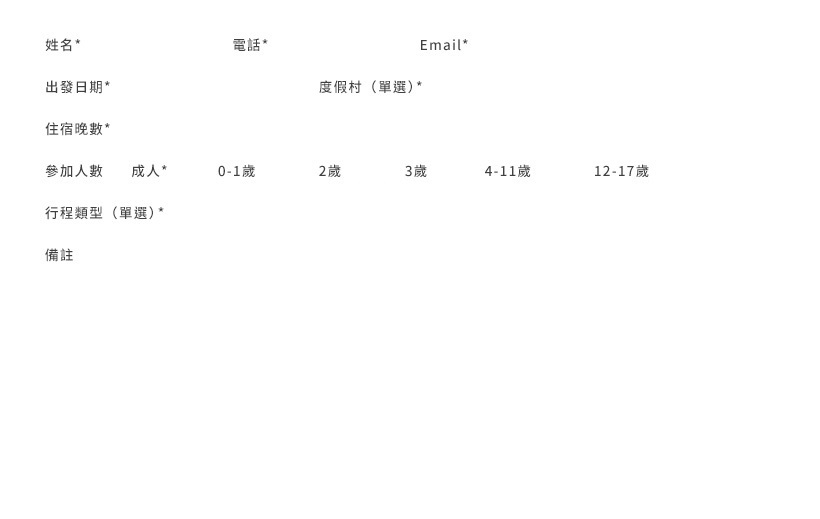 姓名* 電話* Email*
出發日期* 度假村（單選）*
住宿晚數*
參加人數 成人* 0-1歲 2歲 3歲 4-11歲 12-17歲
行程類型（單選）*
備註